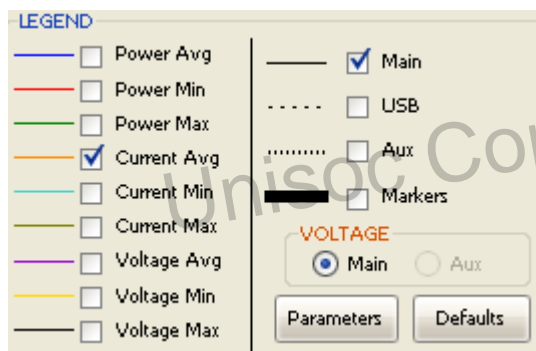 LEGEND
Power Avg
Power Min
Power Max
Current Avg
Current Min
Current Max
Voltage Avg
Voltage Min
Voltage Max
Main
USB
Aux
Markers
VOLTAGE
Main
Aux
Parameters
Defaults
Unisoc